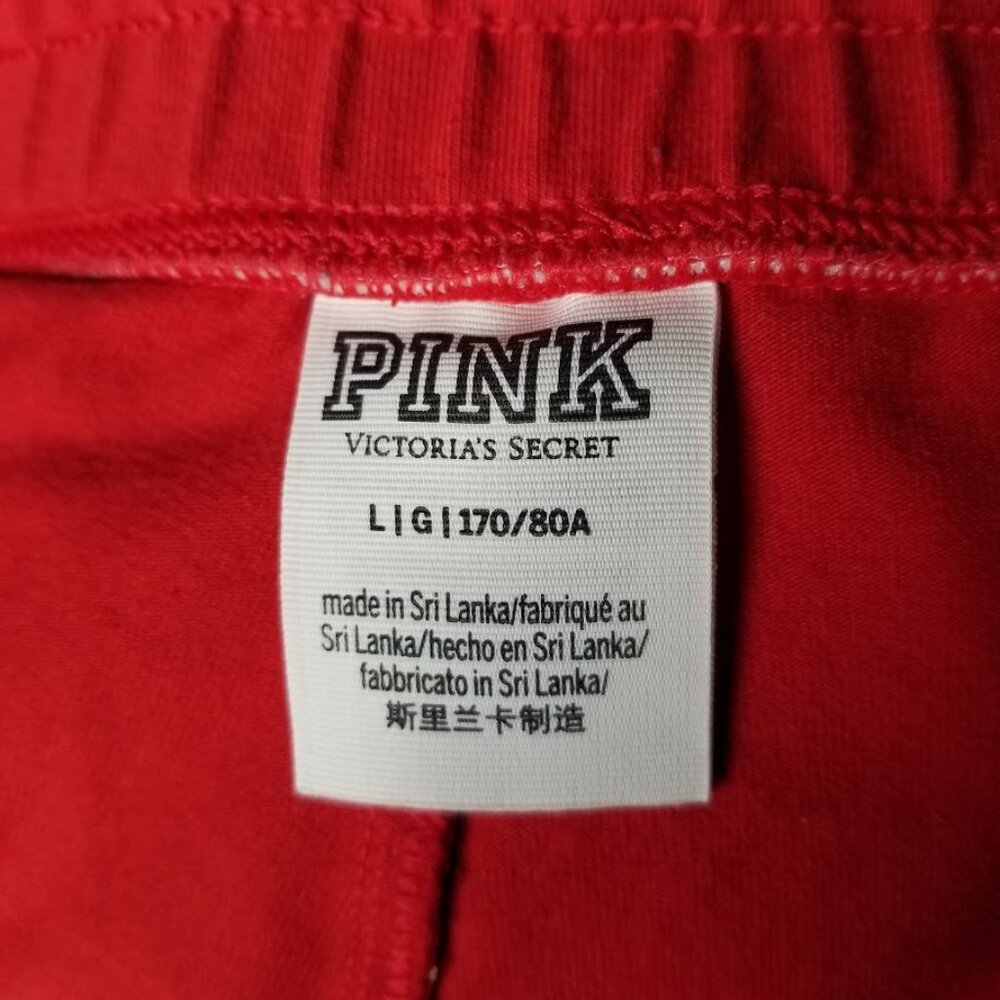 PINK
VICTORIA'S SECRET
L | G | 170/80A
made in Sri Lanka/fabriqué au
Sri Lanka/hecho en Sri Lanka/
fabbricato in Sri Lanka/
斯里兰卡制造